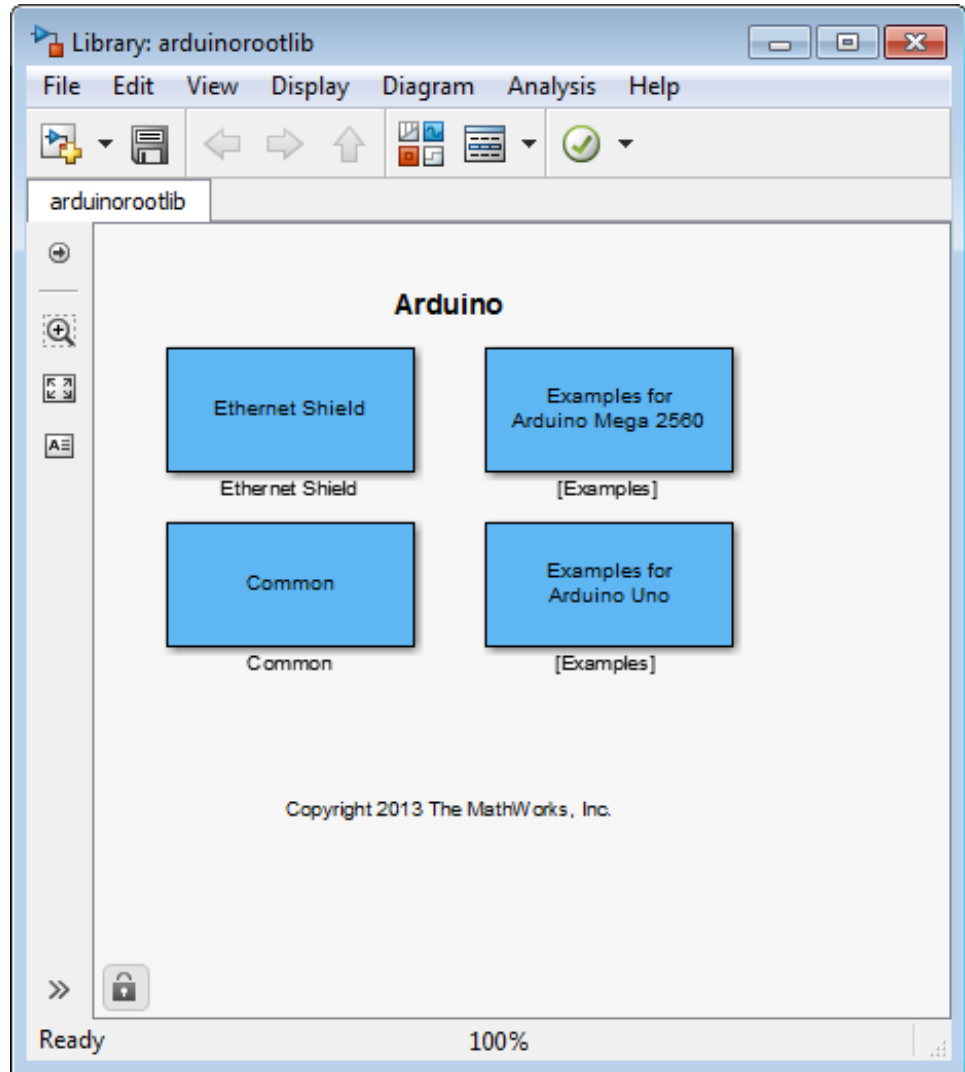 Library: arduinorootlib
File Edit View Display Diagram Analysis Help
arduinorootlib
Arduino
Ethernet Shield
Ethernet Shield
Examples for
Arduino Mega 2560
[Examples]
Common
Common
Examples for
Arduino Uno
[Examples]
Copyright 2013 The MathWorks, Inc.
Ready 100%